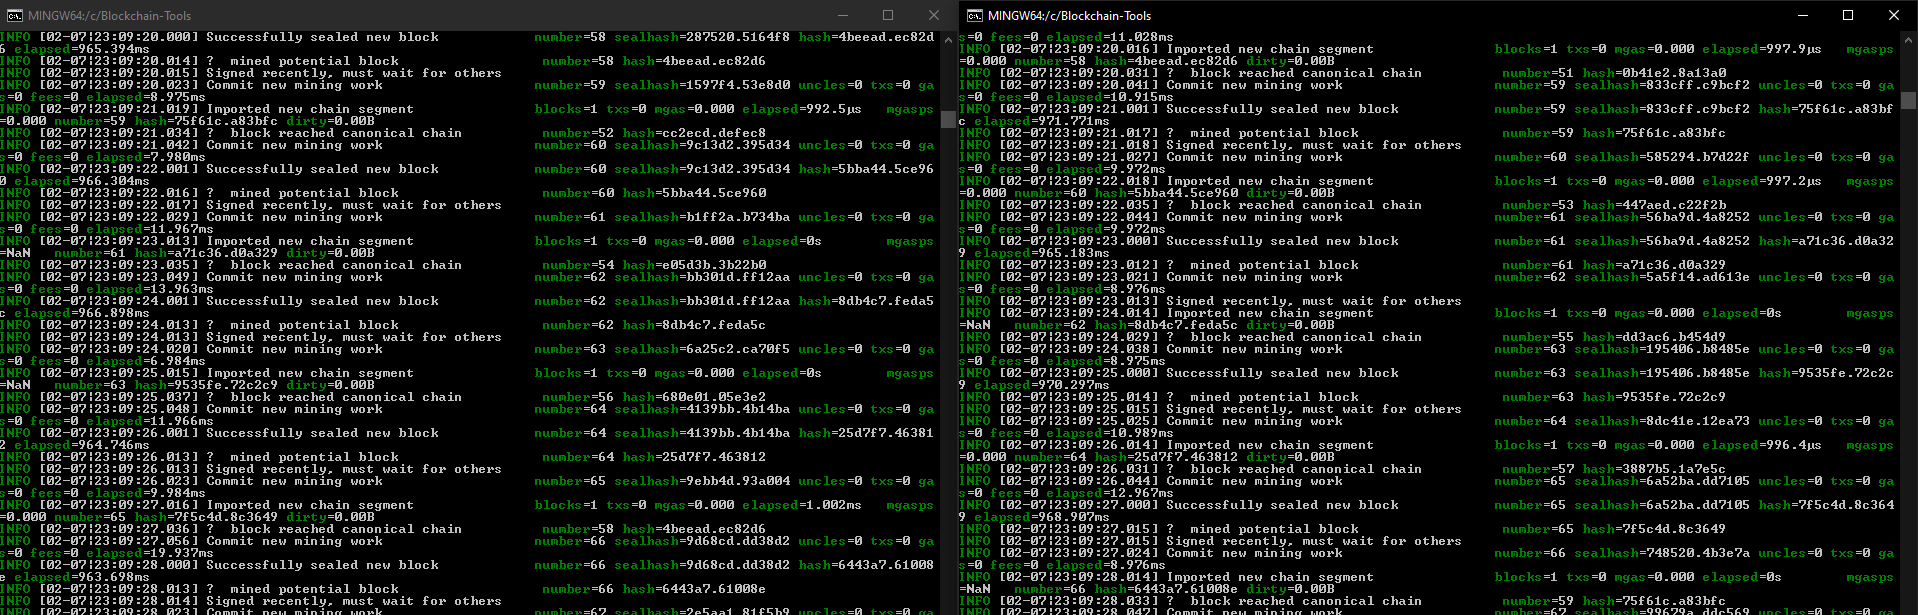 MINGW64:/c/Blockchain-Tools
INFO [02-07|23:09:20.000] Successfully sealed new block number=58 sealhash=287520.5164f8 hash=4beead.ec82d
6 elapsed=965.394ms
INFO [02-07|23:09:20.014] ? mined potential block number=58 hash=4beead.ec82d6
INFO [02-07|23:09:20.015] Signed recently, must wait for others
INFO [02-07|23:09:20.023] Commit new mining work number=59 sealhash=1597f4.53e8d0 uncles=0 txs=0 ga
s=0 fees=0 elapsed=8.975ms
INFO [02-07|23:09:21.019] Imported new chain segment blocks=1 txs=0 mgas=0.000 elapsed=992.5µs mgasps
=0.000 number=59 hash=75f61c.a83bfc dirty=0.00B
INFO [02-07|23:09:21.034] ? block reached canonical chain number=52 hash=cc2ecd.defec8
INFO [02-07|23:09:21.042] Commit new mining work number=60 sealhash=9c13d2.395d34 uncles=0 txs=0 ga
s=0 fees=0 elapsed=7.980ms
INFO [02-07|23:09:22.001] Successfully sealed new block number=60 sealhash=9c13d2.395d34 hash=5bba44.5ce96
0 elapsed=966.304ms
INFO [02-07|23:09:22.016] ? mined potential block number=60 hash=5bba44.5ce960
INFO [02-07|23:09:22.017] Signed recently, must wait for others
INFO [02-07|23:09:22.029] Commit new mining work number=61 sealhash=b1ff2a.b734ba uncles=0 txs=0 ga
s=0 fees=0 elapsed=11.967ms
INFO [02-07|23:09:23.013] Imported new chain segment blocks=1 txs=0 mgas=0.000 elapsed=0s mgasps
=NaN number=61 hash=a71c36.d0a329 dirty=0.00B
INFO [02-07|23:09:23.035] ? block reached canonical chain number=54 hash=e05d3b.3b22b0
INFO [02-07|23:09:23.049] Commit new mining work number=62 sealhash=bb301d.ff12aa uncles=0 txs=0 ga
s=0 fees=0 elapsed=13.963ms
INFO [02-07|23:09:24.001] Successfully sealed new block number=62 sealhash=bb301d.ff12aa hash=8db4c7.feda5
c elapsed=966.898ms
INFO [02-07|23:09:24.013] ? mined potential block number=62 hash=8db4c7.feda5c
INFO [02-07|23:09:24.013] Signed recently, must wait for others
INFO [02-07|23:09:24.020] Commit new mining work number=63 sealhash=6a25c2.ca70f5 uncles=0 txs=0 ga
s=0 fees=0 elapsed=6.984ms
INFO [02-07|23:09:25.015] Imported new chain segment blocks=1 txs=0 mgas=0.000 elapsed=0s mgasps
=NaN number=63 hash=9535fe.72c2c9 dirty=0.00B
INFO [02-07|23:09:25.037] ? block reached canonical chain number=56 hash=680e01.05e3e2
INFO [02-07|23:09:25.048] Commit new mining work number=64 sealhash=4139bb.4b14ba uncles=0 txs=0 ga
s=0 fees=0 elapsed=11.966ms
INFO [02-07|23:09:26.001] Successfully sealed new block number=64 sealhash=4139bb.4b14ba hash=25d7f7.46381
2 elapsed=964.746ms
INFO [02-07|23:09:26.013] ? mined potential block number=64 hash=25d7f7.463812
INFO [02-07|23:09:26.013] Signed recently, must wait for others
INFO [02-07|23:09:26.023] Commit new mining work number=65 sealhash=9ebb4d.93a004 uncles=0 txs=0 ga
s=0 fees=0 elapsed=9.984ms
INFO [02-07|23:09:27.016] Imported new chain segment blocks=1 txs=0 mgas=0.000 elapsed=1.002ms mgasps
=0.000 number=65 hash=7f5c4d.8c3649 dirty=0.00B
INFO [02-07|23:09:27.036] ? block reached canonical chain number=58 hash=4beead.ec82d6
INFO [02-07|23:09:27.056] Commit new mining work number=66 sealhash=9d68cd.dd38d2 uncles=0 txs=0 ga
s=0 fees=0 elapsed=19.937ms
INFO [02-07|23:09:28.000] Successfully sealed new block number=66 sealhash=9d68cd.dd38d2 hash=6443a7.61008
e elapsed=963.698ms
INFO [02-07|23:09:28.013] ? mined potential block number=66 hash=6443a7.61008e
INFO [02-07|23:09:28.014] Signed recently, must wait for others
INFO [02-07|23:09:28.023] Commit new mining work number=67 sealhash=2e5aa1.81f5b9 uncles=0 txs=0 ga
MINGW64:/c/Blockchain-Tools
s=0 fees=0 elapsed=11.028ms
INFO [02-07|23:09:20.016] Imported new chain segment blocks=1 txs=0 mgas=0.000 elapsed=997.9µs mgasps
=0.000 number=58 hash=4beead.ec82d6 dirty=0.00B
INFO [02-07|23:09:20.031] ? block reached canonical chain number=51 hash=0b41e2.8a13a0
INFO [02-07|23:09:20.041] Commit new mining work number=59 sealhash=833cff.c9bcf2 uncles=0 txs=0 ga
s=0 fees=0 elapsed=10.915ms
INFO [02-07|23:09:21.001] Successfully sealed new block number=59 sealhash=833cff.c9bcf2 hash=75f61c.a83bf
c elapsed=971.771ms
INFO [02-07|23:09:21.017] ? mined potential block number=59 hash=75f61c.a83bfc
INFO [02-07|23:09:21.018] Signed recently, must wait for others
INFO [02-07|23:09:21.027] Commit new mining work number=60 sealhash=585294.b7d22f uncles=0 txs=0 ga
s=0 fees=0 elapsed=9.972ms
INFO [02-07|23:09:22.018] Imported new chain segment blocks=1 txs=0 mgas=0.000 elapsed=997.2µs mgasps
=0.000 number=60 hash=5bba44.5ce960 dirty=0.00B
INFO [02-07|23:09:22.035] ? block reached canonical chain number=53 hash=447aed.c22f2b
INFO [02-07|23:09:22.044] Commit new mining work number=61 sealhash=56ba9d.4a8252 uncles=0 txs=0 ga
s=0 fees=0 elapsed=9.972ms
INFO [02-07|23:09:23.000] Successfully sealed new block number=61 sealhash=56ba9d.4a8252 hash=a71c36.d0a32
9 elapsed=965.183ms
INFO [02-07|23:09:23.012] ? mined potential block number=61 hash=a71c36.d0a329
INFO [02-07|23:09:23.021] Commit new mining work number=62 sealhash=5a5f14.ad613e uncles=0 txs=0 ga
s=0 fees=0 elapsed=8.976ms
INFO [02-07|23:09:23.013] Signed recently, must wait for others
INFO [02-07|23:09:24.014] Imported new chain segment blocks=1 txs=0 mgas=0.000 elapsed=0s mgasps
=NaN number=62 hash=8db4c7.feda5c dirty=0.00B
INFO [02-07|23:09:24.029] ? block reached canonical chain number=55 hash=dd3ac6.b454d9
INFO [02-07|23:09:24.038] Commit new mining work number=63 sealhash=195406.b8485e uncles=0 txs=0 ga
s=0 fees=0 elapsed=8.975ms
INFO [02-07|23:09:25.000] Successfully sealed new block number=63 sealhash=195406.b8485e hash=9535fe.72c2c
9 elapsed=970.297ms
INFO [02-07|23:09:25.014] ? mined potential block number=63 hash=9535fe.72c2c9
INFO [02-07|23:09:25.015] Signed recently, must wait for others
INFO [02-07|23:09:25.025] Commit new mining work number=64 sealhash=8dc41e.12ea73 uncles=0 txs=0 ga
s=0 fees=0 elapsed=10.989ms
INFO [02-07|23:09:26.014] Imported new chain segment blocks=1 txs=0 mgas=0.000 elapsed=996.4µs mgasps
=0.000 number=64 hash=25d7f7.463812 dirty=0.00B
INFO [02-07|23:09:26.031] ? block reached canonical chain number=57 hash=3887b5.1a7e5c
INFO [02-07|23:09:26.044] Commit new mining work number=65 sealhash=6a52ba.dd7105 uncles=0 txs=0 ga
s=0 fees=0 elapsed=12.967ms
INFO [02-07|23:09:27.000] Successfully sealed new block number=65 sealhash=6a52ba.dd7105 hash=7f5c4d.8c364
9 elapsed=968.907ms
INFO [02-07|23:09:27.015] ? mined potential block number=65 hash=7f5c4d.8c3649
INFO [02-07|23:09:27.015] Signed recently, must wait for others
INFO [02-07|23:09:27.024] Commit new mining work number=66 sealhash=748520.4b3e7a uncles=0 txs=0 ga
s=0 fees=0 elapsed=8.976ms
INFO [02-07|23:09:28.014] Imported new chain segment blocks=1 txs=0 mgas=0.000 elapsed=0s mgasps
=NaN number=66 hash=6443a7.61008e dirty=0.00B
INFO [02-07|23:09:28.033] ? block reached canonical chain number=59 hash=75f61c.a83bfc
INFO [02-07|23:09:28.042] Commit new mining work number=67 sealhash=99629a.ddc569 uncles=0 txs=0 ga